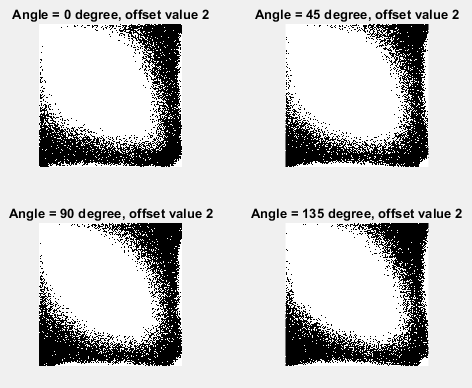 Angle = 0 degree, offset value 2
Angle = 45 degree, offset value 2
Angle = 90 degree, offset value 2
Angle = 135 degree, offset value 2